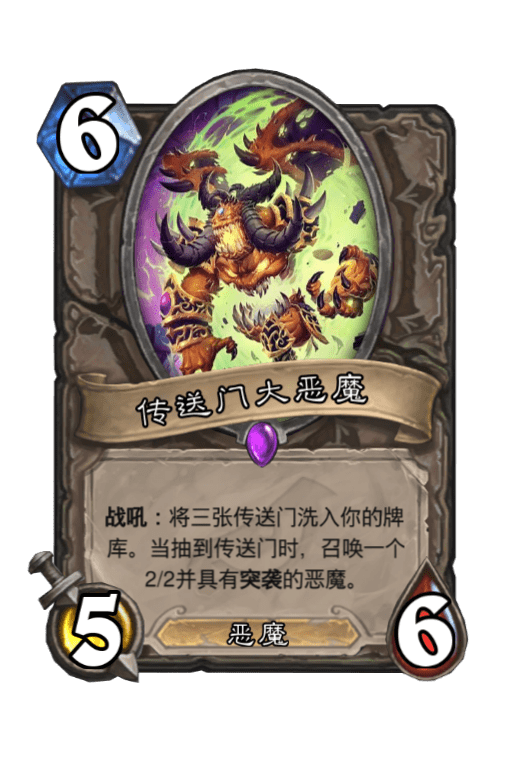 6
传送门大恶魔
战吼：将三张传送门洗入你的牌
库。当抽到传送门时，召唤一个
2/2并具有突袭的恶魔。
5
恶魔
6